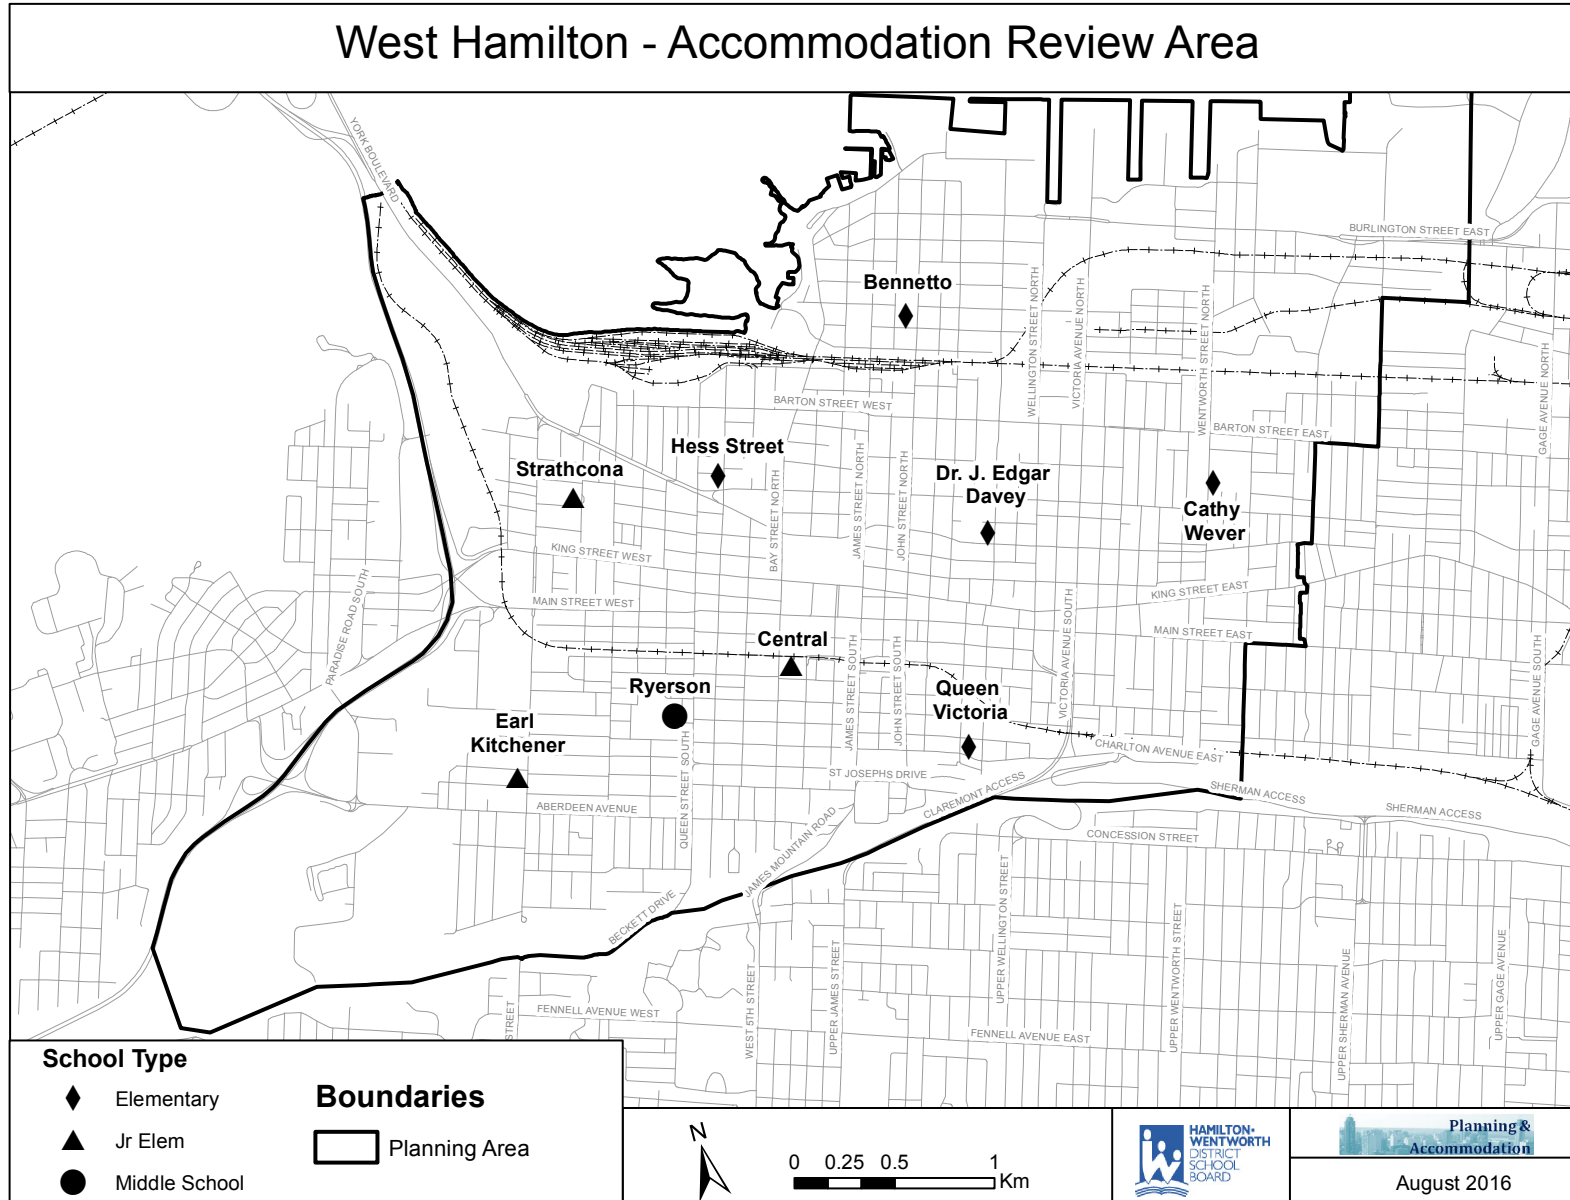 West Hamilton - Accommodation Review Area
YORK BOULEVARD
BURLINGTON STREET EAST
Bennetto
WELLINGTON STREET NORTH
VICTORIA AVENUE NORTH
WENTWORTH STREET NORTH
GAGE AVENUE NORTH
BARTON STREET WEST
BARTON STREET EAST
Hess Street
Strathcona
BAY STREET NORTH
JAMES STREET NORTH
JOHN STREET NORTH
Dr. J. Edgar
Davey
Cathy
Wever
KING STREET WEST
KING STREET EAST
MAIN STREET WEST
MAIN STREET EAST
PARADISE ROAD SOUTH
Central
Ryerson
Queen
Victoria
Earl
Kitchener
QUEEN STREET SOUTH
JAMES STREET SOUTH
JOHN STREET SOUTH
VICTORIA AVENUE SOUTH
GAGE AVENUE SOUTH
CHARLTON AVENUE EAST
ST JOSEPHS DRIVE
CLAREMONT ACCESS
SHERMAN ACCESS
SHERMAN ACCESS
ABERDEEN AVENUE
JAMES MOUNTAIN ROAD
CONCESSION STREET
BECKETT DRIVE
WEST 5TH STREET
UPPER JAMES STREET
UPPER WELLINGTON STREET
UPPER WENTWORTH STREET
UPPER SHERMAN AVENUE
UPPER GAGE AVENUE
STREET
FENNELL AVENUE WEST
FENNELL AVENUE EAST
School Type
Elementary
Jr Elem
Middle School
Boundaries
Planning Area
N
0 0.25 0.5 1
Km
HAMILTON-
WENTWORTH
DISTRICT
SCHOOL
BOARD
Planning &
Accommodation
August 2016